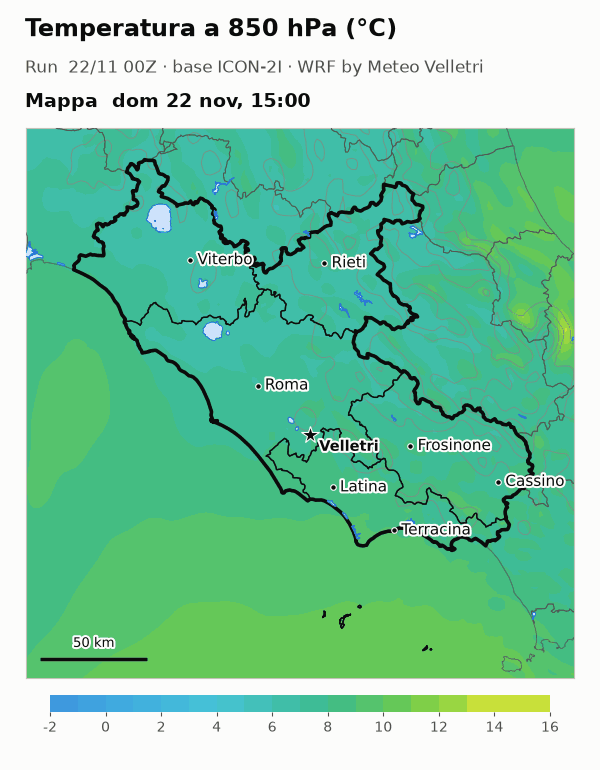 Temperatura a 850 hPa (°C)
Run  22/11 00Z · base ICON-2I · WRF by Meteo Velletri
Mappa  dom 22 nov, 15:00
Viterbo
Rieti
Roma
Velletri
Frosinone
Cassino
Latina
Terracina
50 km
-2 0 2 4 6 8 10 12 14 16